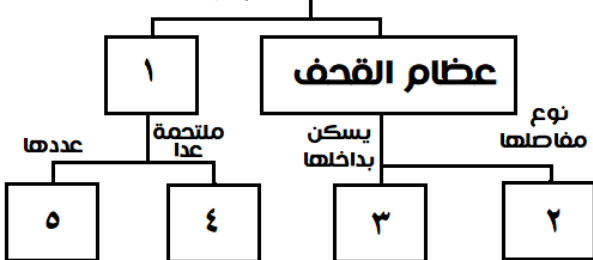 عظام القحف
١
نوع
مفاصلها
يسكن
بداخلها
ملتحمة
عدا
عددها
٢
٣
٤
٥